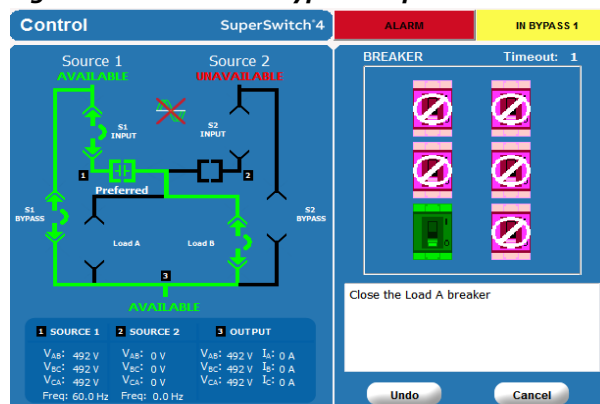 Control
SuperSwitch®4
ALARM
IN BYPASS 1
Source 1
AVAILABLE
Source 2
UNAVAILABLE
S1
INPUT
S2
INPUT
1
Preferred
2
S1
BYPASS
Load A
Load B
S2
BYPASS
3
AVAILABLE
1 SOURCE 1
VAB: 492 V
VBC: 492 V
VCA: 492 V
Freq: 60.0 Hz
2 SOURCE 2
VAB: 0 V
VBC: 0 V
VCA: 0 V
Freq: 0.0 Hz
3 OUTPUT
VAB: 492 V IA: 0 A
VBC: 492 V IB: 0 A
VCA: 492 V IC: 0 A
BREAKER
Timeout: 1
Close the Load A breaker
Undo
Cancel